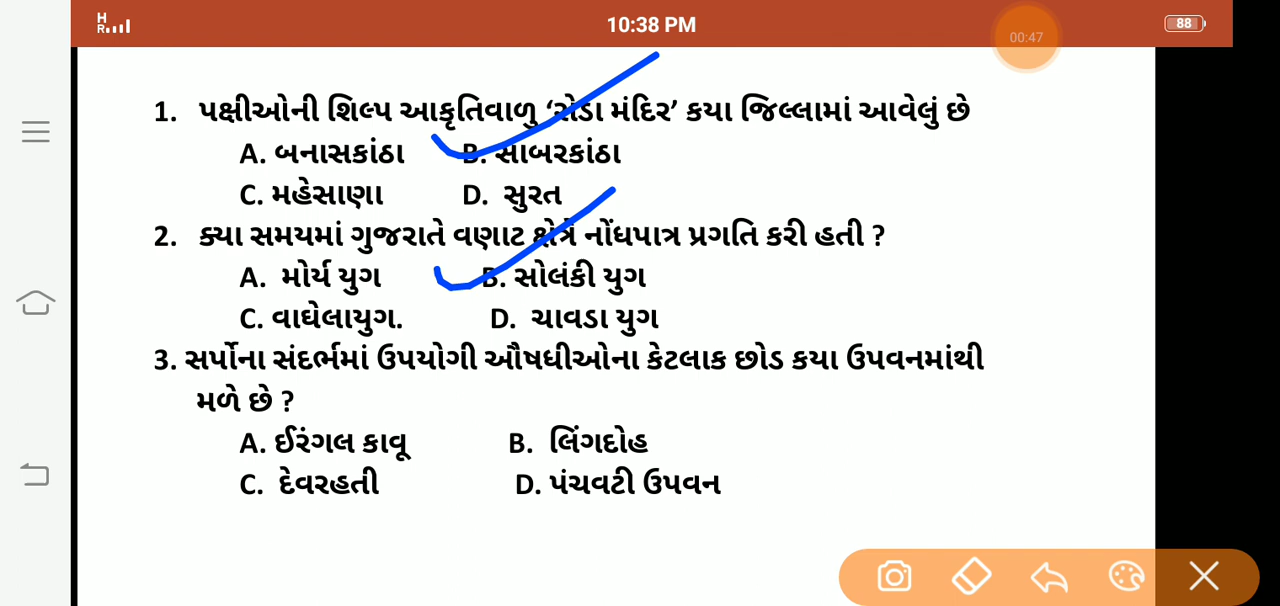 H
R
10:38 PM
00:47
88
1. પક્ષીઓની શિલ્પ આકૃતિવાળુ ‘રોડા મંદિર’ કયા જિલ્લામાં આવેલું છે
A. બનાસકાંઠા B. સાબરકાંઠા
C. મહેસાણા D. સુરત
2. ક્યા સમયમાં ગુજરાતે વણાટ ક્ષેત્રે નોંધપાત્ર પ્રગતિ કરી હતી ?
A. મોર્ય યુગ B. સોલંકી યુગ
C. વાઘેલાયુગ. D. ચાવડા યુગ
3. સર્પોના સંદર્ભમાં ઉપયોગી ઔષધીઓના કેટલાક છોડ કયા ઉપવનમાંથી
મળે છે ?
A. ઈરંગલ કાવૂ B. લિંગદોહ
C. દેવરહતી D. પંચવટી ઉપવન